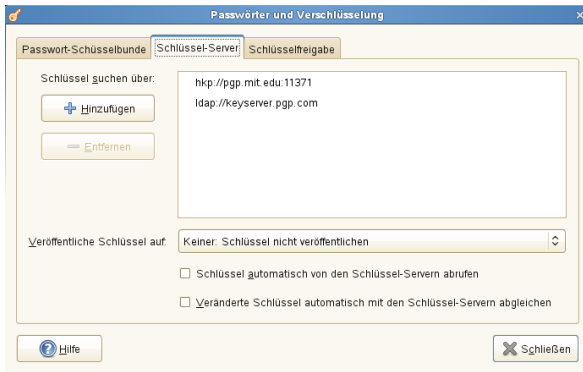 Passwörter und Verschlüsselung
Passwort-Schüsselbunde
Schlüssel-Server
Schlüsselfreigabe
Schlüssel suchen über:
hkp://pgp.mit.edu:11371
ldap://keyserver.pgp.com
Hinzufügen
Entfernen
Veröffentliche Schlüssel auf:
Keiner: Schlüssel nicht veröffentlichen
Schlüssel automatisch von den Schlüssel-Servern abrufen
Veränderte Schlüssel automatisch mit den Schlüssel-Servern abgleichen
Hilfe
Schließen